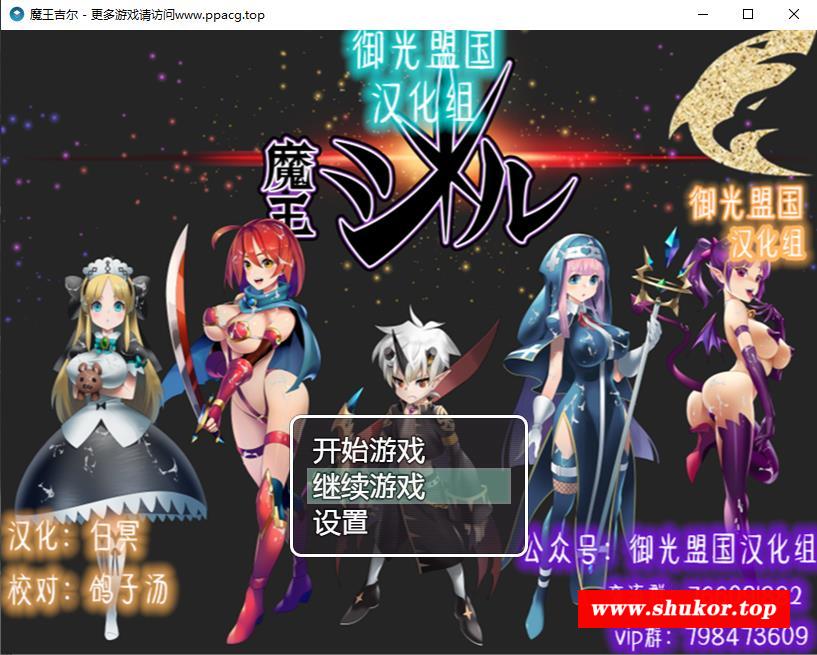 魔王吉尔 - 更多游戏请访问www.ppacg.top
御光盟国
汉化组
魔王
ジル
御光盟国
汉化组
开始游戏
继续游戏
设置
汉化：白冥
校对：鸽子汤
公众号：御光盟国汉化组
www.shukor.top
vip群：798473609